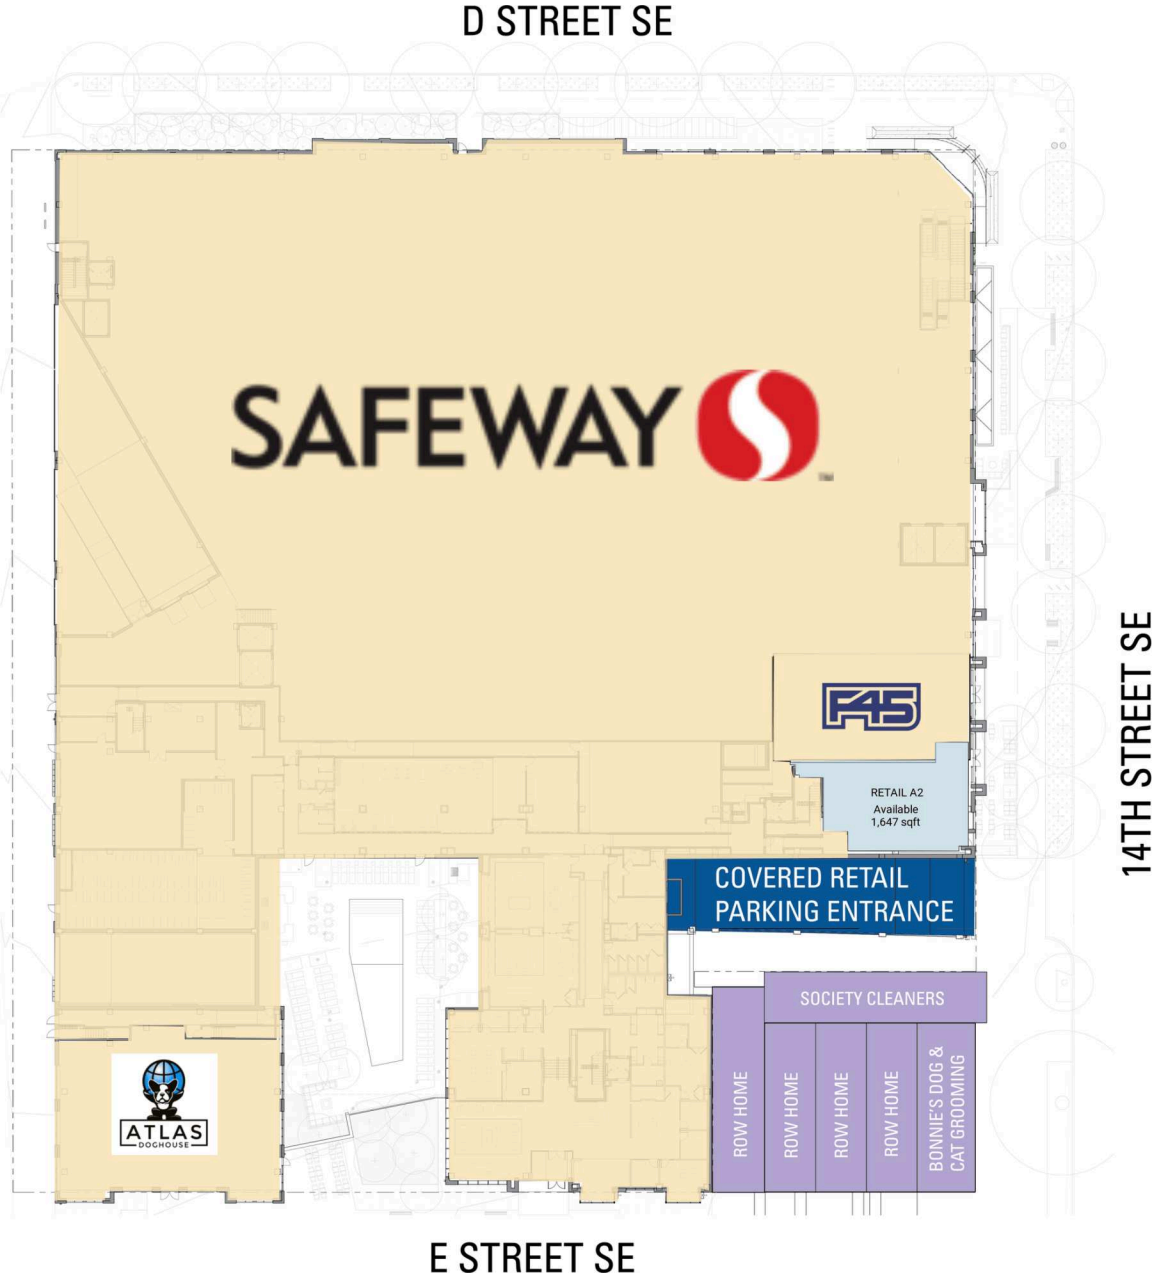 D STREET SE
SAFEWAY
F45
RETAIL A2
Available
1,647 sqft
14TH STREET SE
COVERED RETAIL
PARKING ENTRANCE
SOCIETY CLEANERS
ROW HOME
ROW HOME
ROW HOME
ROW HOME
BONNIE'S DOG &
CAT GROOMING
ATLAS
DOGHOUSE
E STREET SE